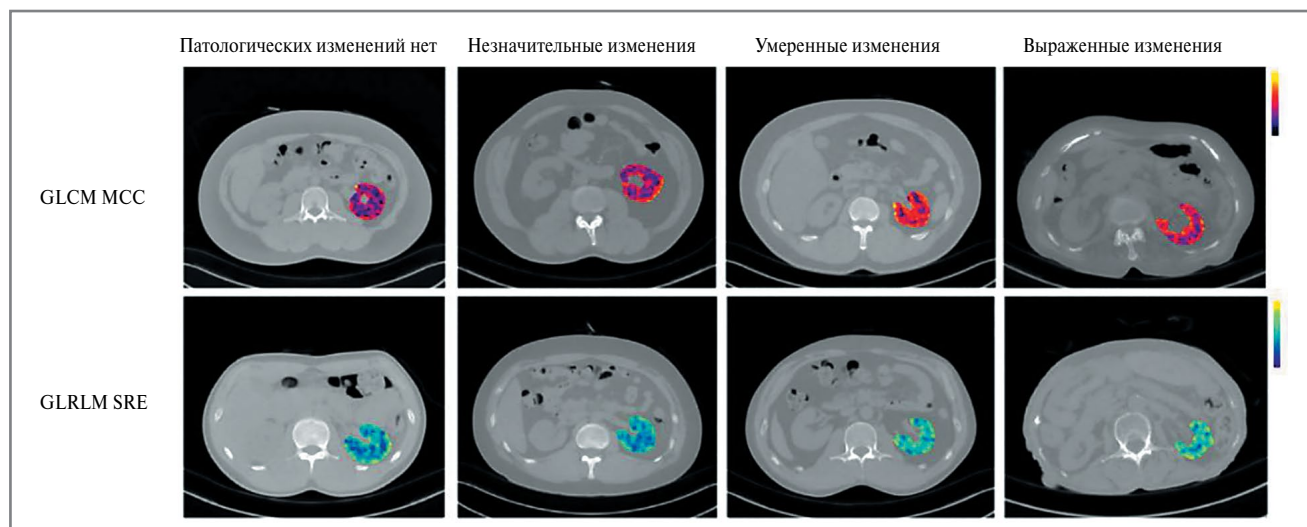 Патологических изменений нет
Незначительные изменения
Умеренные изменения
Выраженные изменения
GLCM MCC
GLRLM SRE